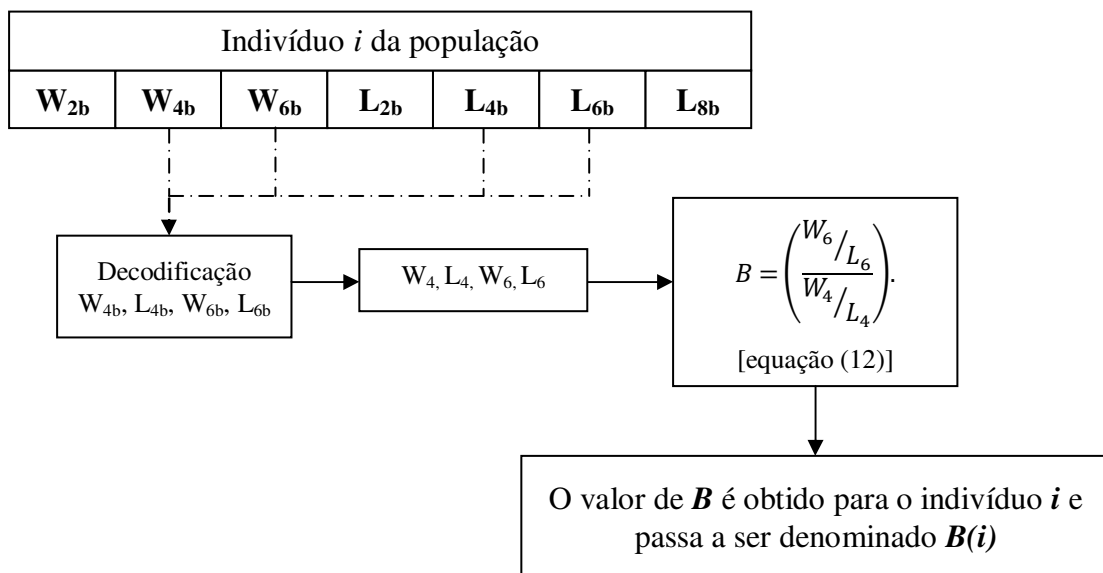 Indivíduo i da população
W2b W4b W6b L2b L4b L6b L8b
Decodificação
W4b, L4b, W6b, L6b
W4, L4, W6, L6
B = (W6/L6 / W4/L4).
[equação (12)]
O valor de B é obtido para o indivíduo i e
passa a ser denominado B(i)